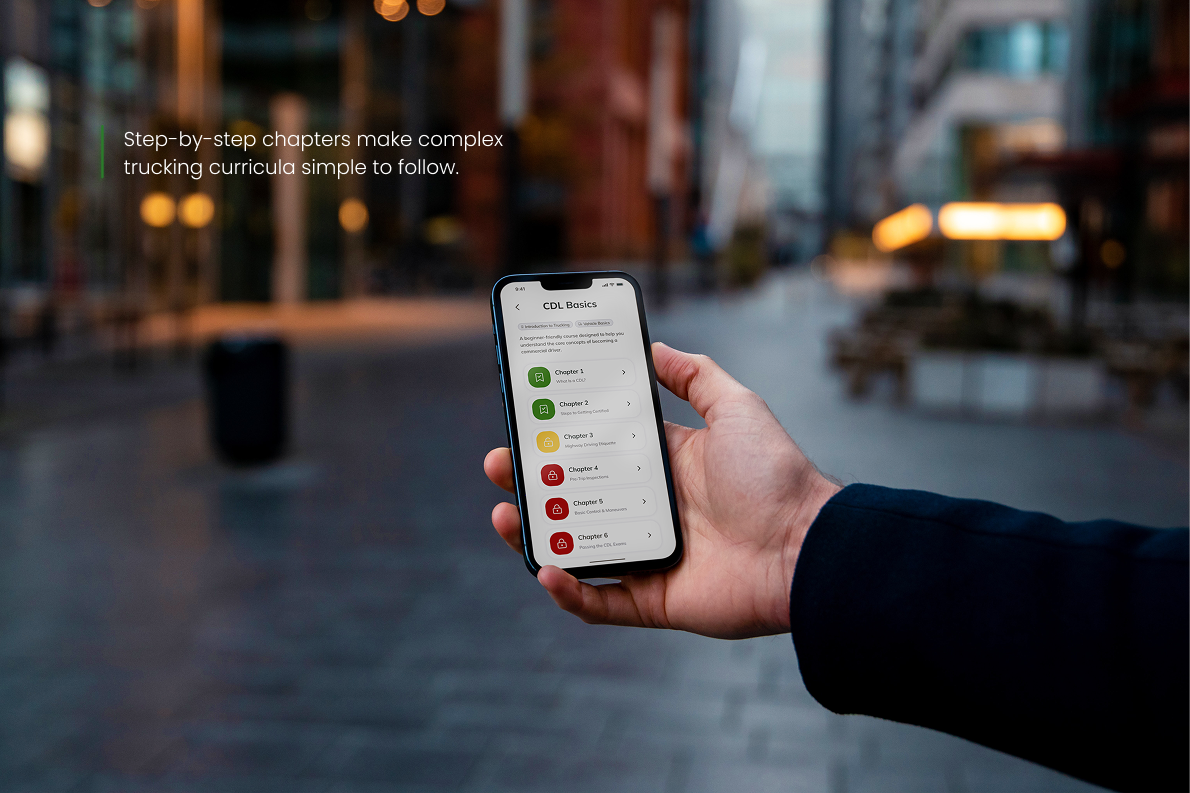 Step-by-step chapters make complex
trucking curricula simple to follow.
9:41
CDL Basics
Introduction to Trucking
Vehicle Basics
A beginner-friendly course designed to help you
understand the core concepts of becoming a
commercial driver.
Chapter 1
What is a CDL?
Chapter 2
Steps to Getting Certified
Chapter 3
Highway Driving Etiquette
Chapter 4
Pre-Trip Inspections
Chapter 5
Basic Control & Maneuvers
Chapter 6
Passing the CDL Exams